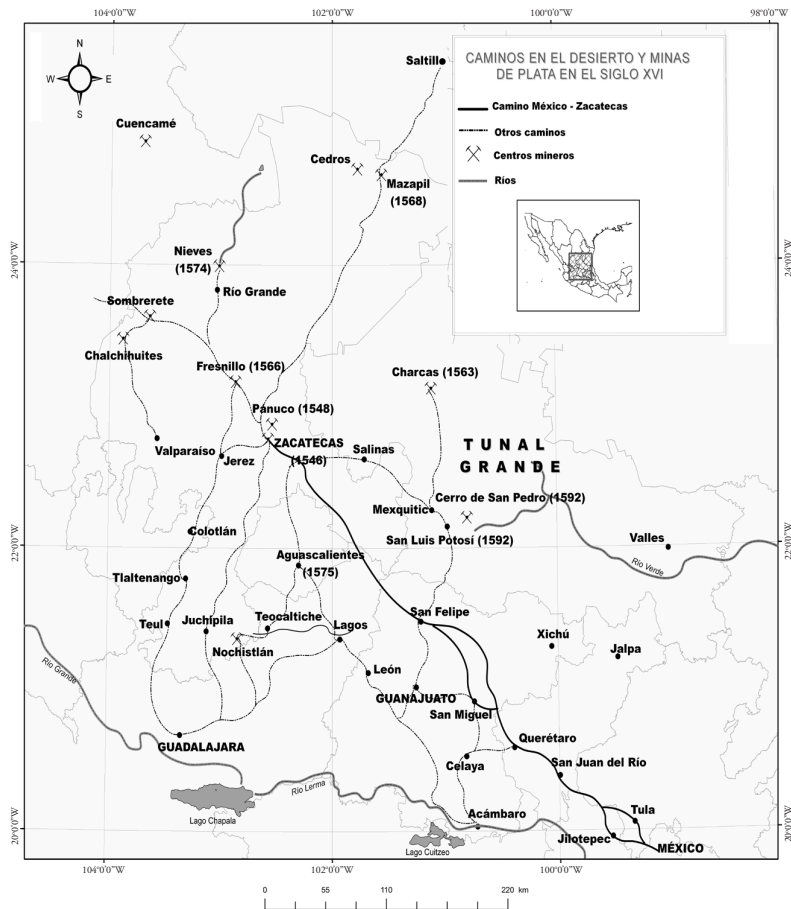 104°0'0"W
102°0'0"W
100°0'0"W
98°0'0"W
N
W
E
S
CAMINOS EN EL DESIERTO Y MINAS
DE PLATA EN EL SIGLO XVI
Camino México - Zacatecas
Otros caminos
Centros mineros
Ríos
Saltillo
Cuencamé
Cedros
Mazapil
(1568)
24°0'0"W
24°0'0"W
Nieves
(1574)
Río Grande
Sombrerete
Chalchihuites
Fresnillo (1566)
Charcas (1563)
Pánuco (1548)
ZACATECAS
(1546)
Salinas
Valparaíso
Jerez
TUNAL
GRANDE
Cerro de San Pedro (1592)
Mexquitic
San Luis Potosí (1592)
Colotlán
Valles
22°0'0"W
22°0'0"W
Río Verde
Aguascalientes
(1575)
Tlaltenango
Teul
Juchípila
Teocaltiche
Nochistlán
Lagos
San Felipe
Xichú
Jalpa
León
Río Grande
GUANAJUATO
San Miguel
GUADALAJARA
Querétaro
Celaya
San Juan del Río
Río Lerma
Lago Chapala
Acámbaro
Tula
Jilotepec
MÉXICO
Lago Cuitzeo
20°0'0"W
20°0'0"W
104°0'0"W
102°0'0"W
100°0'0"W
0 55 110 220 km